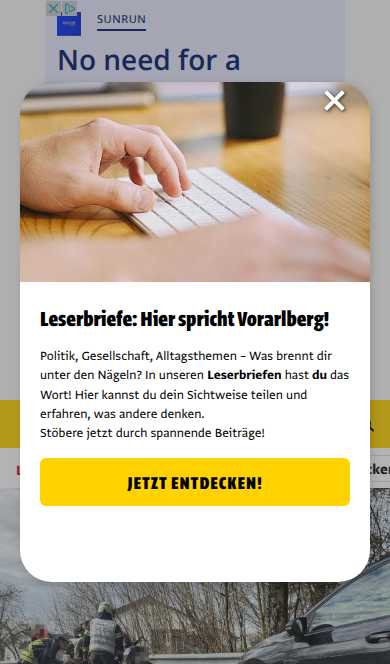 SUNRUN
No need for a
Leserbriefe: Hier spricht Vorarlberg!
Politik, Gesellschaft, Alltagsthemen – Was brennt dir
unter den Nägeln? In unseren Leserbriefen hast du das
Wort! Hier kannst du dein Sichtweise teilen und
erfahren, was andere denken.
Stöbere jetzt durch spannende Beiträge!
JETZT ENTDECKEN!